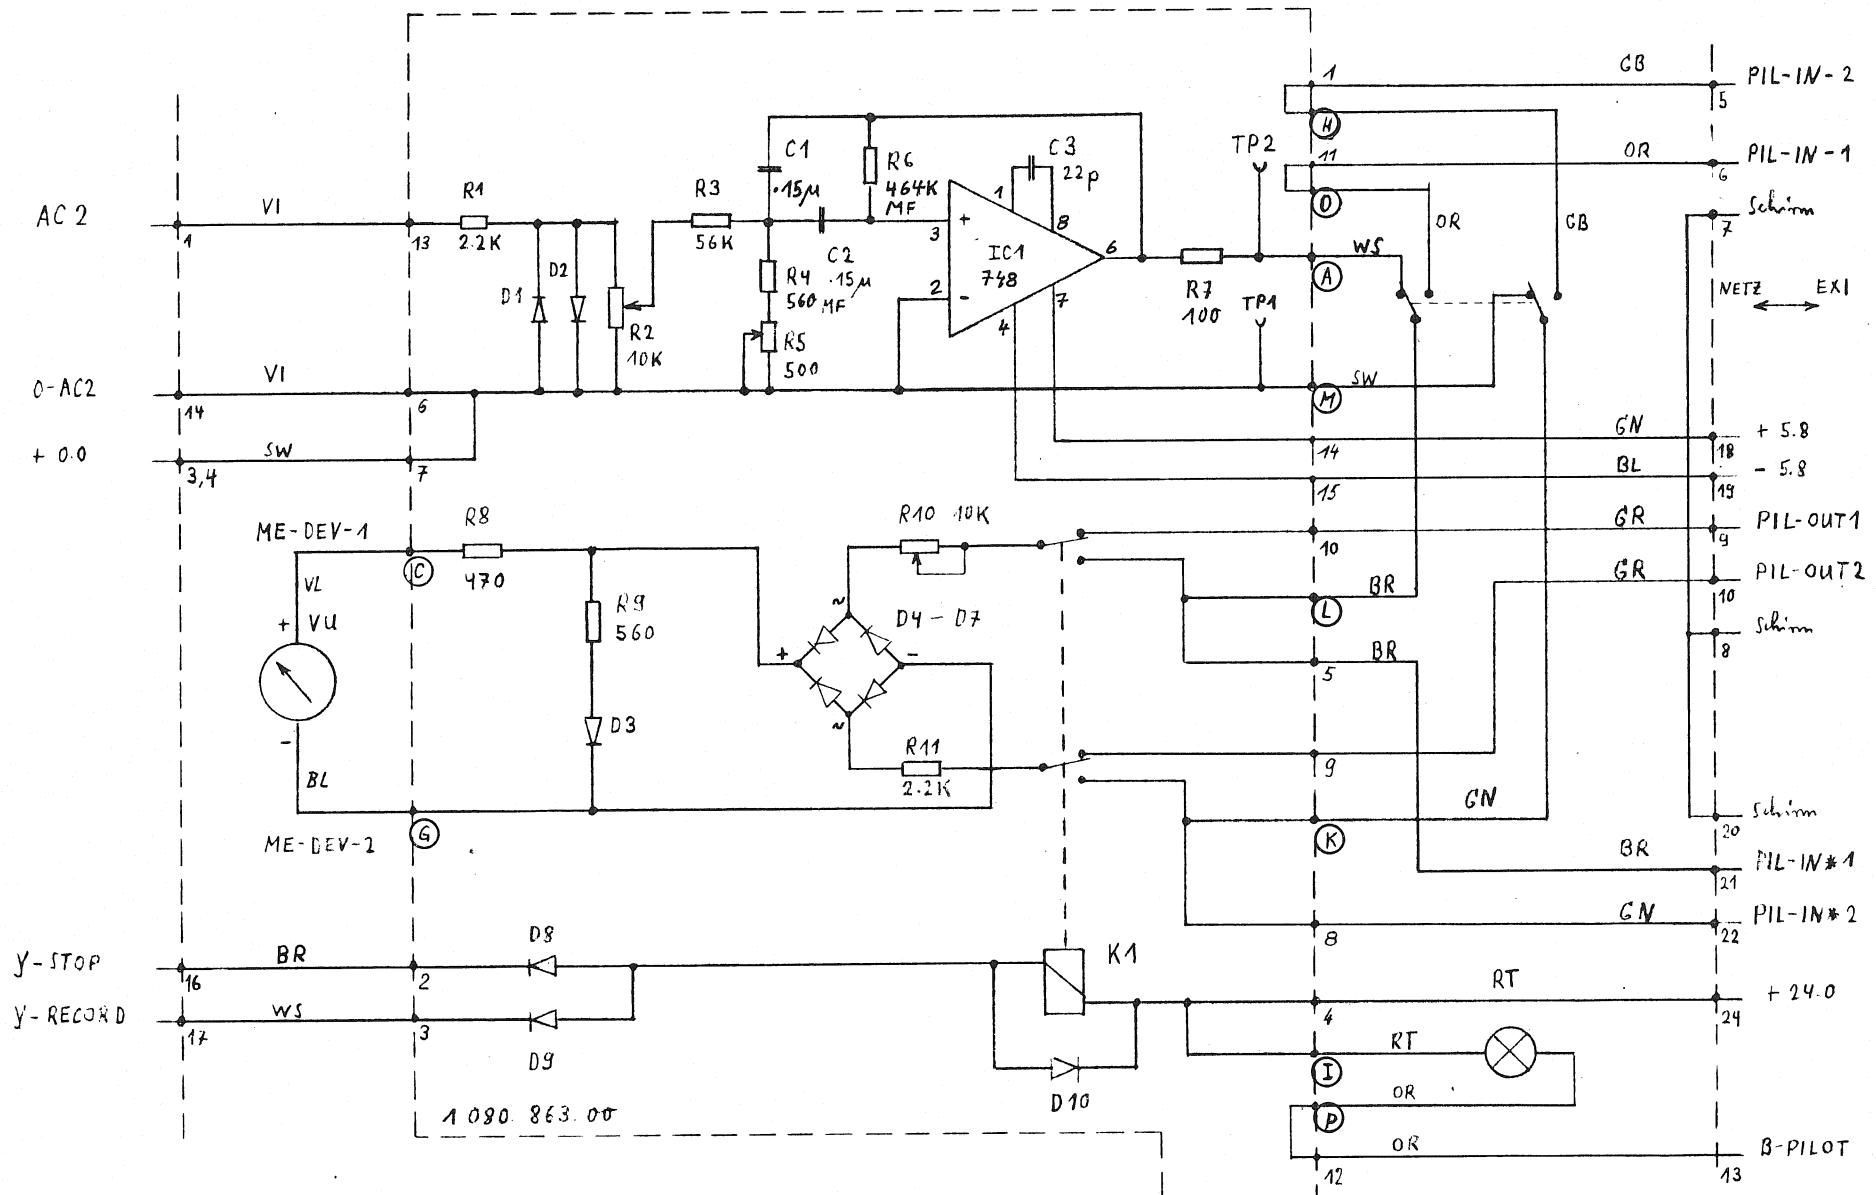 1
GB
PIL-IN-2
5
H
11
OR
PIL-IN-1
6
O
Schirm
7
TP2
C1
.15µ
R6
464K
MF
C3
22p
1
8
AC 2
1
VI
13
R1
2.2K
R3
56K
3
+
IC1
748
6
OR
GB
WS
A
C2
.15µ
MF
R4
560
D1
D2
2
-
7
4
R7
100
TP1
NETZ
EXT
R2
10K
R5
500
0-AC2
14
VI
6
SW
M
+ 0.0
3,4
SW
7
14
GN
+ 5.8
18
15
BL
- 5.8
19
ME-DEV-1
C
R8
470
R10 10K
10
GR
PIL-OUT1
9
VL
GR
PIL-OUT2
10
+ VU
R9
560
~
D4 - D7
BR
L
Schirm
8
+
-
BR
5
-
D3
~
R11
2.2K
9
BL
G
GN
K
Schirm
20
ME-DEV-2
BR
PIL-IN*1
21
8
GN
PIL-IN*2
22
Y-STOP
16
BR
2
D8
K1
RT
+ 24.0
24
Y-RECORD
17
WS
3
D9
4
RT
I
D10
OR
P
1 080. 863. 00
OR
B-PILOT
12
13